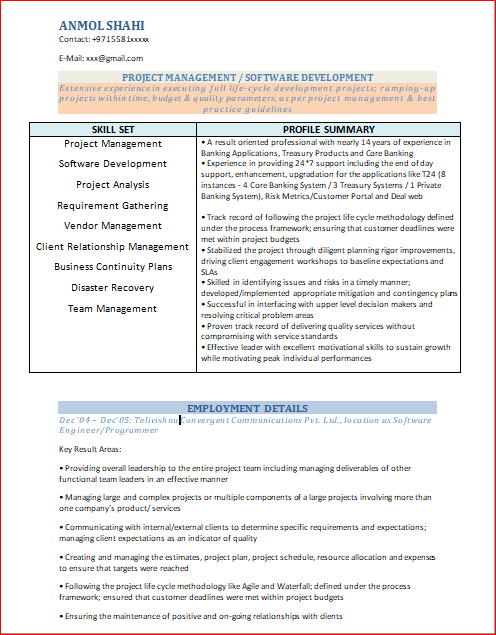 ANMOL SHAHI
Contact: +9715581xxxxx
E-Mail: xxx@gmail.com
PROJECT MANAGEMENT / SOFTWARE DEVELOPMENT
Extensive experience in executing full life-cycle development projects; ramping-up
projects within time, budget & quality parameters, as per project management & best
practice guidelines
SKILL SET
Project Management
Software Development
Project Analysis
Requirement Gathering
Vendor Management
Client Relationship Management
Business Continuity Plans
Disaster Recovery
Team Management
PROFILE SUMMARY
• A result oriented professional with nearly 14 years of experience in
Banking Applications, Treasury Products and Core Banking
• Experience in providing 24*7 support including the end of day
support, enhancement, upgradation for the applications like T24 (8
instances - 4 Core Banking System / 3 Treasury Systems / 1 Private
Banking System), Risk Metrics/Customer Portal and Deal web
• Track record of following the project life cycle methodology defined
under the process framework; ensuring that customer deadlines were
met within project budgets
• Stabilized the project through diligent planning rigor improvements,
driving client engagement workshops to baseline expectations and
SLAs
• Skilled in identifying issues and risks in a timely manner;
developed/implemented appropriate mitigation and contingency plans
• Successful in interfacing with upper level decision makers and
resolving critical problem areas
• Proven track record of delivering quality services without
compromising with service standards
• Effective leader with excellent motivational skills to sustain growth
while motivating peak individual performances
EMPLOYMENT DETAILS
Dec'04 – Dec'05: Telivishnu Convergent Communications Pvt. Ltd., location as Software
Engineer/Programmer
Key Result Areas:
• Providing overall leadership to the entire project team including managing deliverables of other
functional team leaders in an effective manner
• Managing large and complex projects or multiple components of a large projects involving more than
one company's product/ services
• Communicating with internal/external clients to determine specific requirements and expectations;
managing client expectations as an indicator of quality
• Creating and managing the estimates, project plan, project schedule, resource allocation and expenses
to ensure that targets were reached
• Following the project life cycle methodology like Agile and Waterfall; defined under the process
framework; ensured that customer deadlines were met within project budgets
• Ensuring the maintenance of positive and on-going relationships with clients